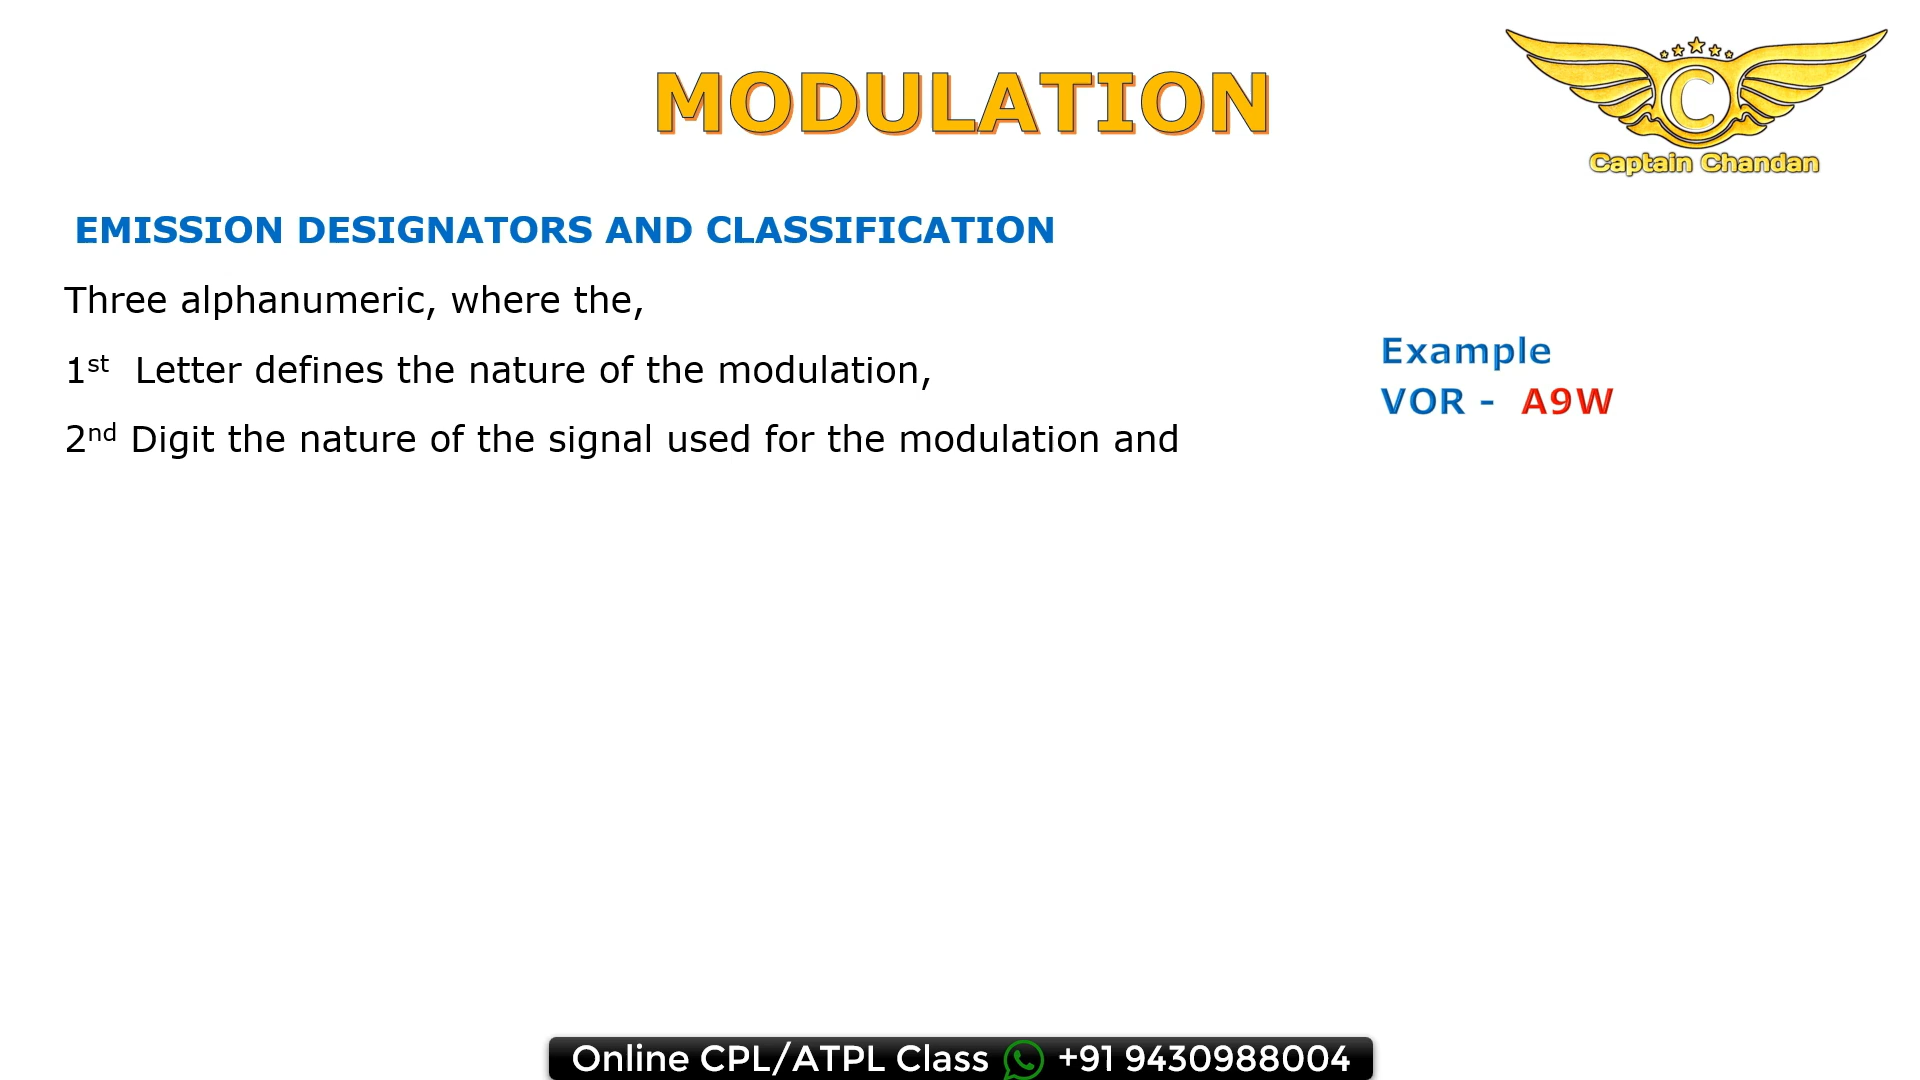 MODULATION
Captain Chandan
EMISSION DESIGNATORS AND CLASSIFICATION
Three alphanumeric, where the,
1st Letter defines the nature of the modulation,
2nd Digit the nature of the signal used for the modulation and
Example
VOR - A9W
Online CPL/ATPL Class +91 9430988004